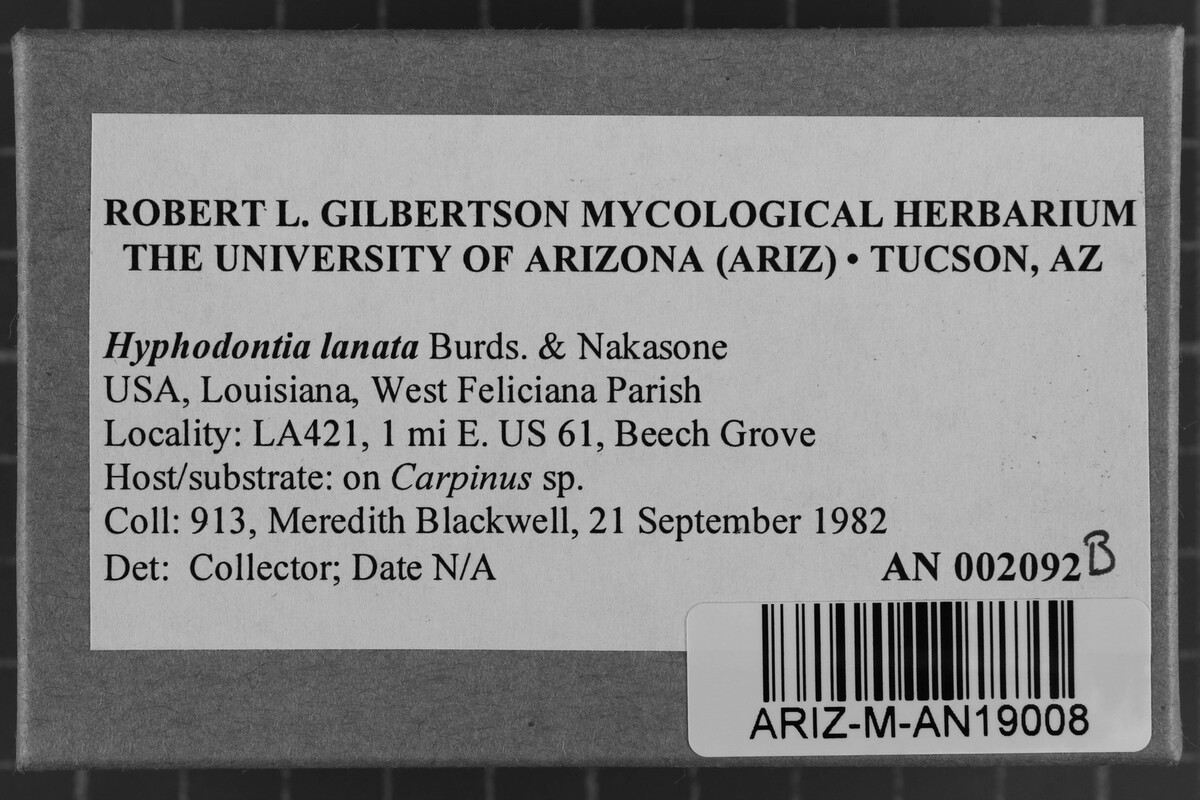 ROBERT L. GILBERTSON MYCOLOGICAL HERBARIUM
THE UNIVERSITY OF ARIZONA (ARIZ) • TUCSON, AZ
Hyphodontia lanata Burds. & Nakasone
USA, Louisiana, West Feliciana Parish
Locality: LA421, 1 mi E. US 61, Beech Grove
Host/substrate: on Carpinus sp.
Coll: 913, Meredith Blackwell, 21 September 1982
Det: Collector; Date N/A AN 002092B
ARIZ-M-AN19008